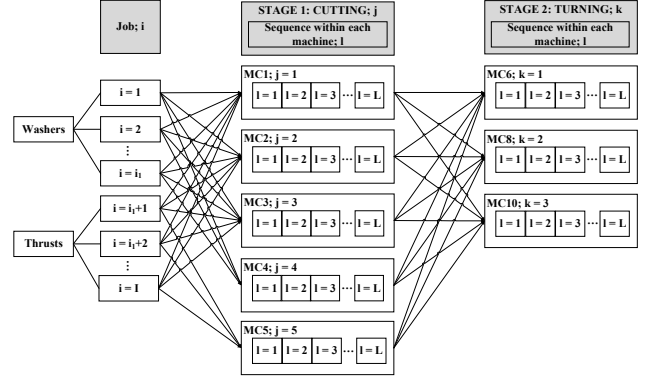 Job; i
STAGE 1: CUTTING; j
Sequence within each
machine; l
STAGE 2: TURNING; k
Sequence within each
machine; l
Washers
Thrusts
i = 1
i = 2
⋮
i = i₁
i = i₁+1
i = i₁+2
⋮
i = I
MC1; j = 1
l = 1 l = 2 l = 3 ··· l = L
MC2; j = 2
l = 1 l = 2 l = 3 ··· l = L
MC3; j = 3
l = 1 l = 2 l = 3 ··· l = L
MC4; j = 4
l = 1 l = 2 l = 3 ··· l = L
MC5; j = 5
l = 1 l = 2 l = 3 ··· l = L
MC6; k = 1
l = 1 l = 2 l = 3 ··· l = L
MC8; k = 2
l = 1 l = 2 l = 3 ··· l = L
MC10; k = 3
l = 1 l = 2 l = 3 ··· l = L